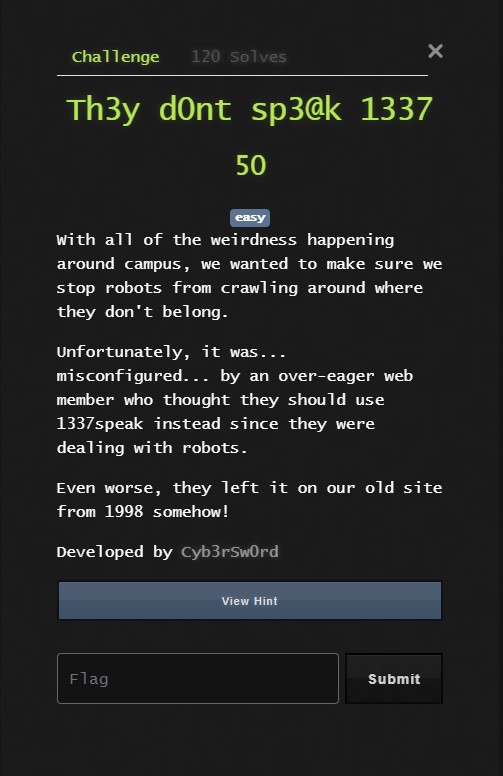 Challenge 120 Solves ×
Th3y d0nt sp3@k 1337
50
easy
With all of the weirdness happening
around campus, we wanted to make sure we
stop robots from crawling around where
they don't belong.
Unfortunately, it was...
misconfigured... by an over-eager web
member who thought they should use
1337speak instead since they were
dealing with robots.
Even worse, they left it on our old site
from 1998 somehow!
Developed by Cyb3rSw0rd
View Hint
Flag Submit